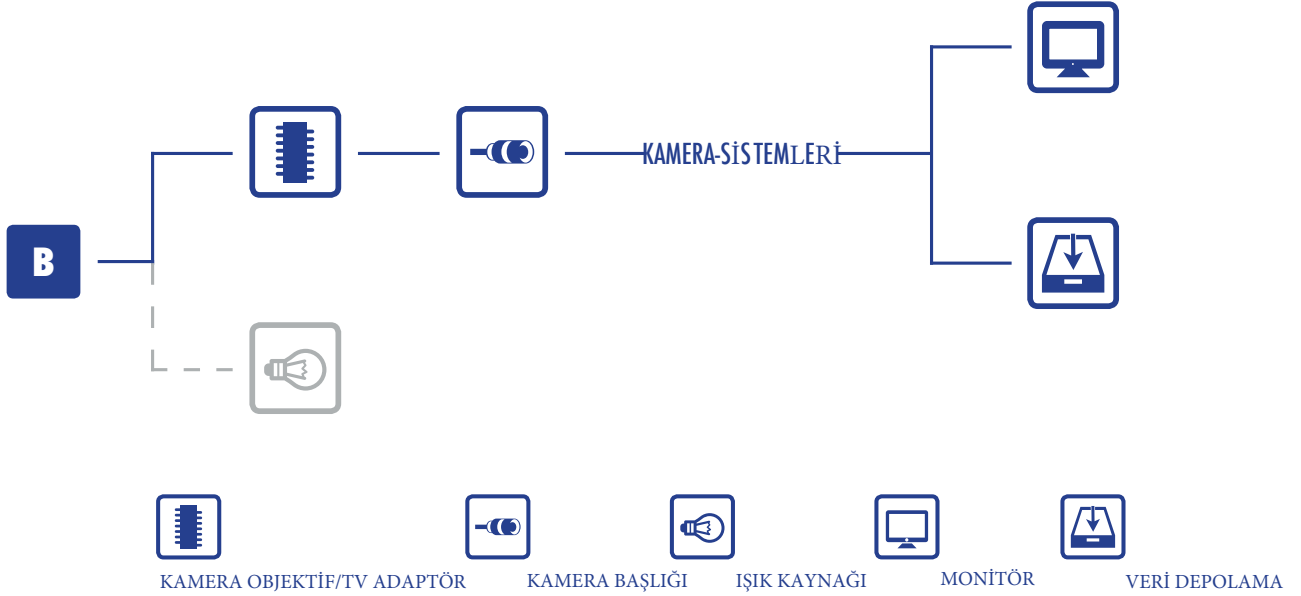 B
KAMERA-SİSTEMLERİ
KAMERA OBJEKTİF/TV ADAPTÖR
KAMERA BAŞLIĞI
IŞIK KAYNAĞI
MONİTÖR
VERİ DEPOLAMA